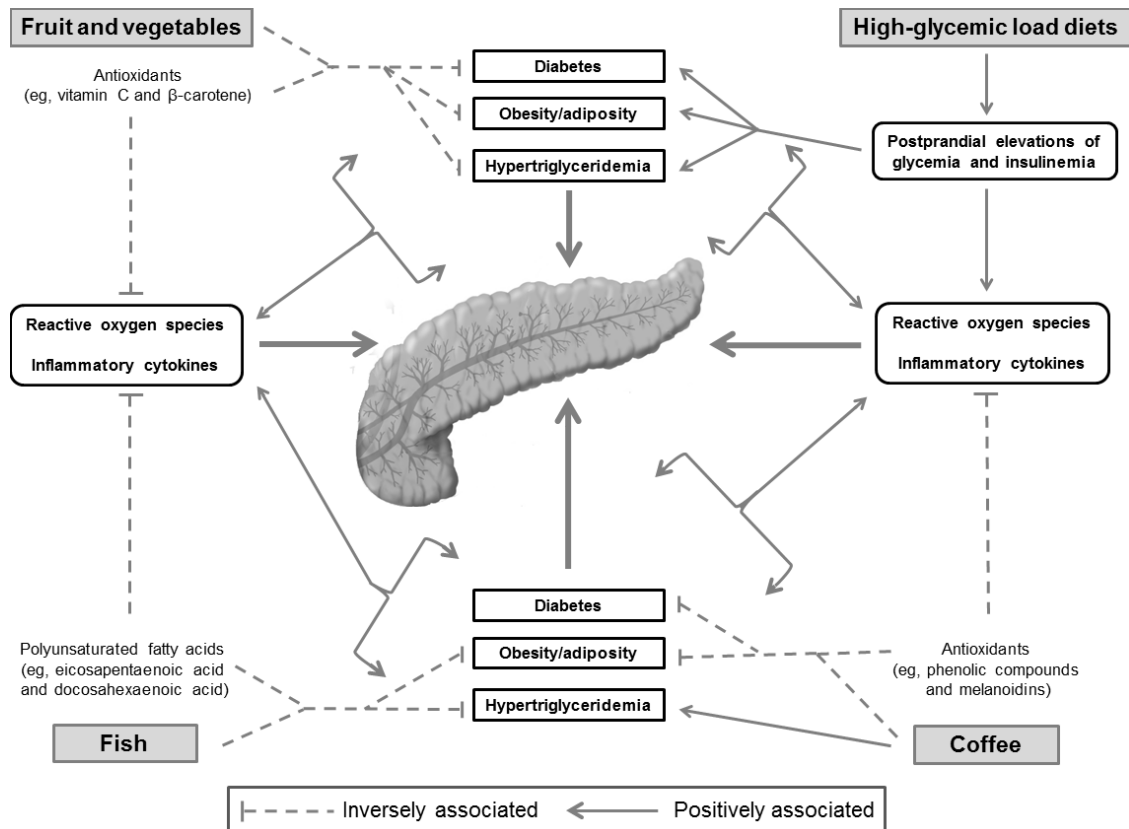 Fruit and vegetables
High-glycemic load diets
Antioxidants
(eg, vitamin C and β-carotene)
Diabetes
Obesity/adiposity
Hypertriglyceridemia
Postprandial elevations of
glycemia and insulinemia
Reactive oxygen species
Inflammatory cytokines
Reactive oxygen species
Inflammatory cytokines
Diabetes
Obesity/adiposity
Hypertriglyceridemia
Polyunsaturated fatty acids
(eg, eicosapentaenoic acid
and docosahexaenoic acid)
Antioxidants
(eg, phenolic compounds
and melanoidins)
Fish
Coffee
Inversely associated
Positively associated